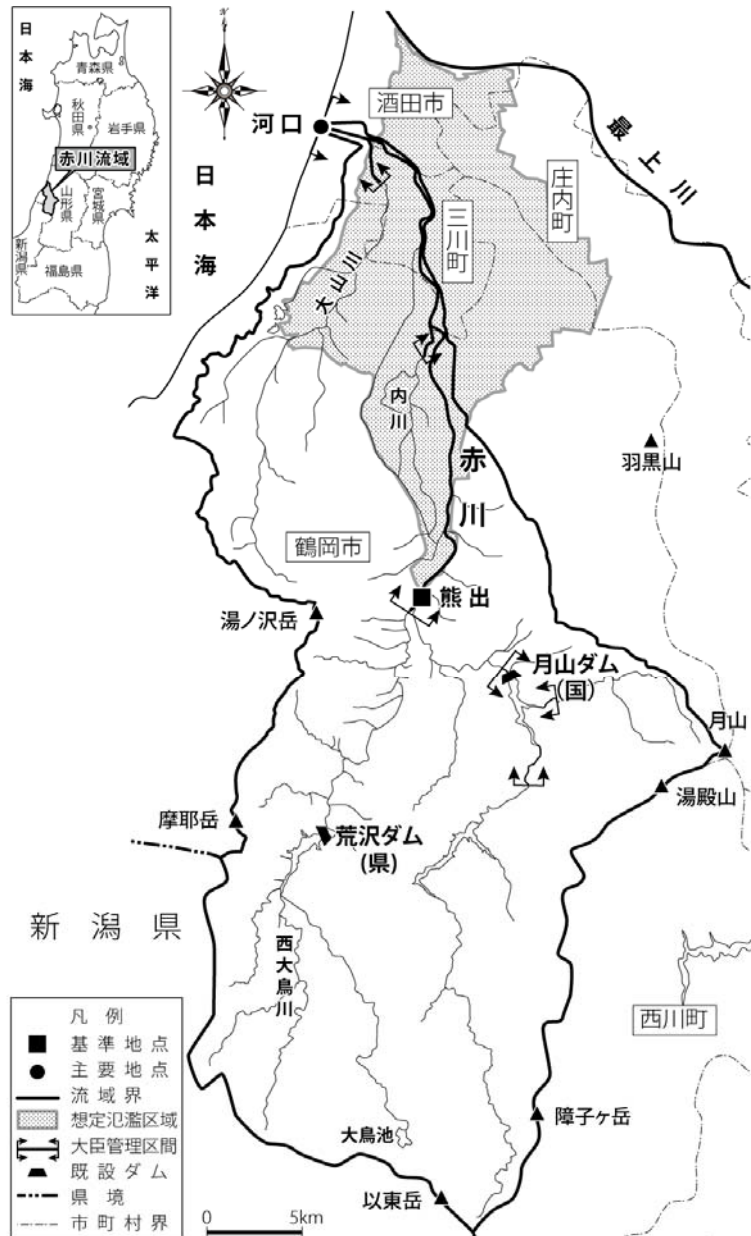 日本海
青森県
秋田県
岩手県
赤川流域
山形県
宮城県
新潟県
福島県
太平洋
N
酒田市
河口
日本海
最上川
庄内町
三川町
大山川
内川
赤川
羽黒山
鶴岡市
熊出
湯ノ沢岳
月山ダム
(国)
月山
湯殿山
摩耶岳
荒沢ダム
(県)
新潟県
西大鳥川
西川町
大鳥池
障子ヶ岳
以東岳
凡例
基準地点
主要地点
流域界
想定氾濫区域
大臣管理区間
既設ダム
県境
市町村界
0 5km